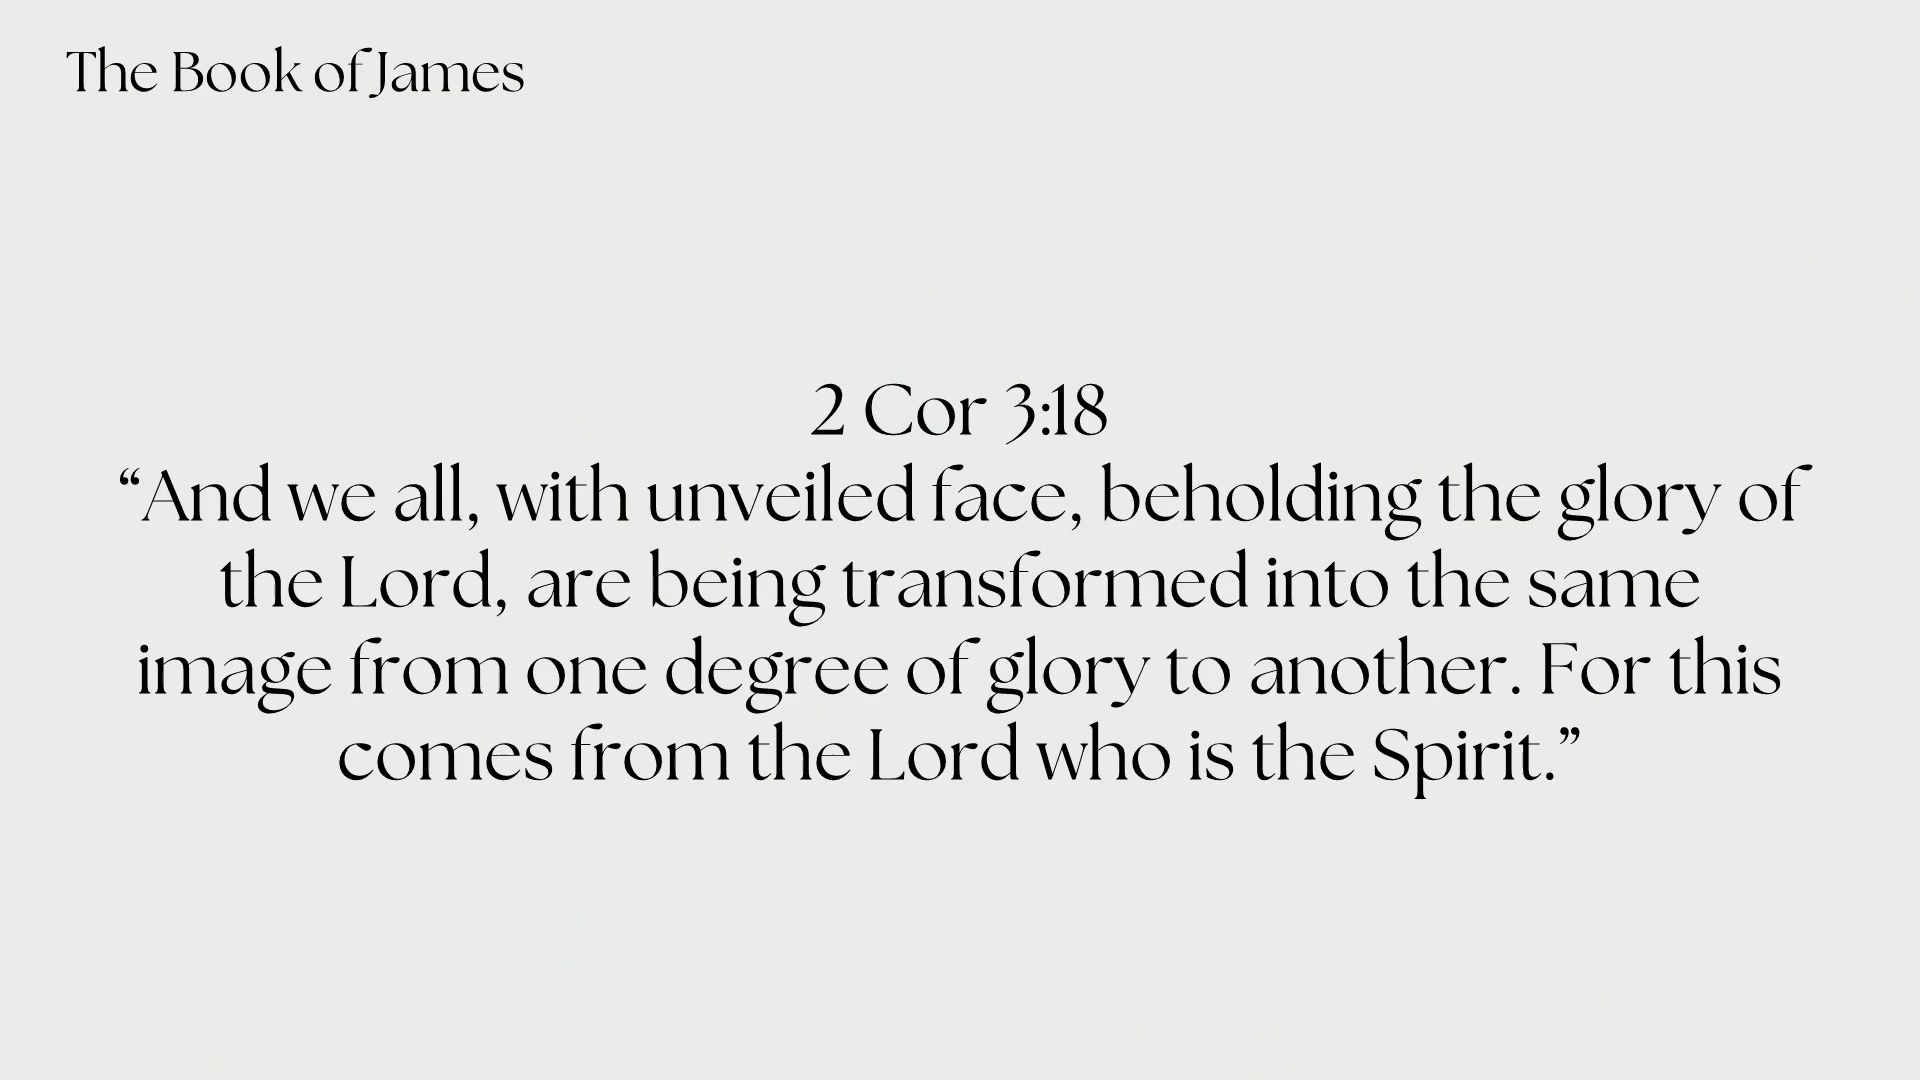 The Book of James
2 Cor 3:18
“And we all, with unveiled face, beholding the glory of
the Lord, are being transformed into the same
image from one degree of glory to another. For this
comes from the Lord who is the Spirit.”